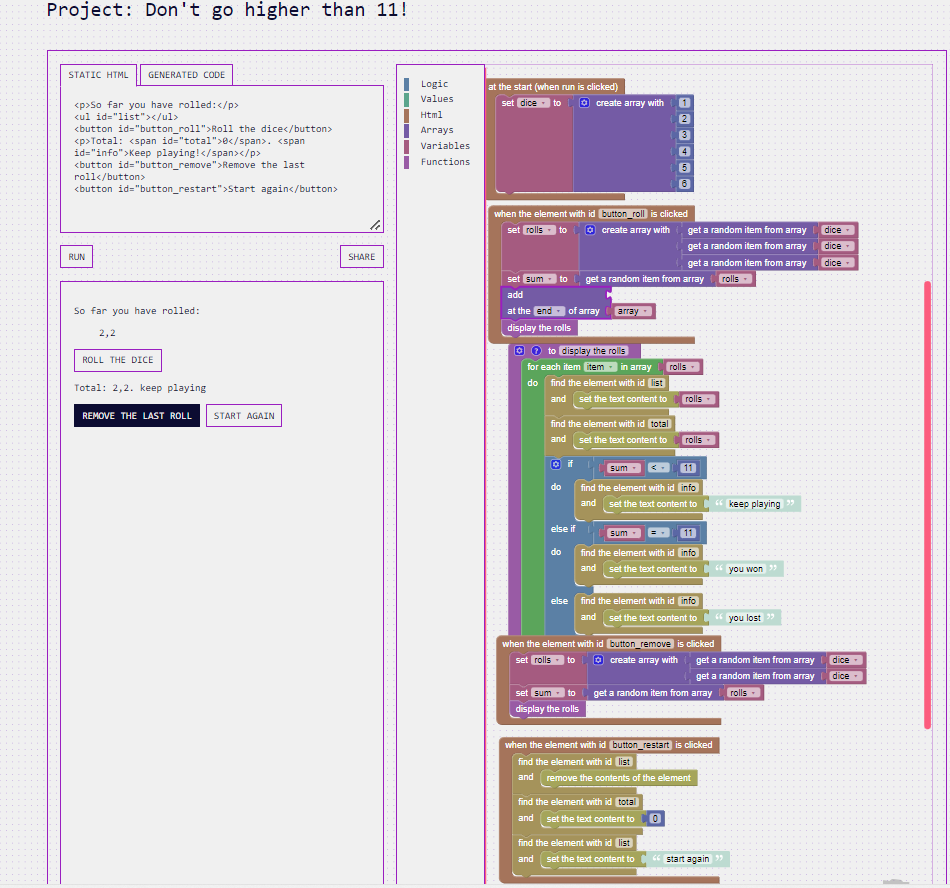 Project: Don't go higher than 11!
STATIC HTML
GENERATED CODE
<p>So far you have rolled:</p>
<ul id="list"></ul>
<button id="button_roll">Roll the dice</button>
<p>Total: <span id="total">0</span>. <span
id="info">Keep playing!</span></p>
<button id="button_remove">Remove the last
roll</button>
<button id="button_restart">Start again</button>
RUN
SHARE
So far you have rolled:
2,2
ROLL THE DICE
Total: 2,2. keep playing
REMOVE THE LAST ROLL
START AGAIN
Logic
Values
Html
Arrays
Variables
Functions
at the start (when run is clicked)
set dice to create array with 1
2
3
4
5
6
when the element with id button_roll is clicked
set rolls to create array with get a random item from array dice
get a random item from array dice
get a random item from array dice
set sum to get a random item from array rolls
add
at the end of array array
display the rolls
? to display the rolls
for each item item in array rolls
do find the element with id list
and set the text content to rolls
find the element with id total
and set the text content to rolls
if sum < 11
do find the element with id info
and set the text content to “ keep playing ”
else if sum = 11
do find the element with id info
and set the text content to “ you won ”
else find the element with id info
and set the text content to “ you lost ”
when the element with id button_remove is clicked
set rolls to create array with get a random item from array dice
get a random item from array dice
set sum to get a random item from array rolls
display the rolls
when the element with id button_restart is clicked
find the element with id list
and remove the contents of the element
find the element with id total
and set the text content to 0
find the element with id list
and set the text content to “ start again ”